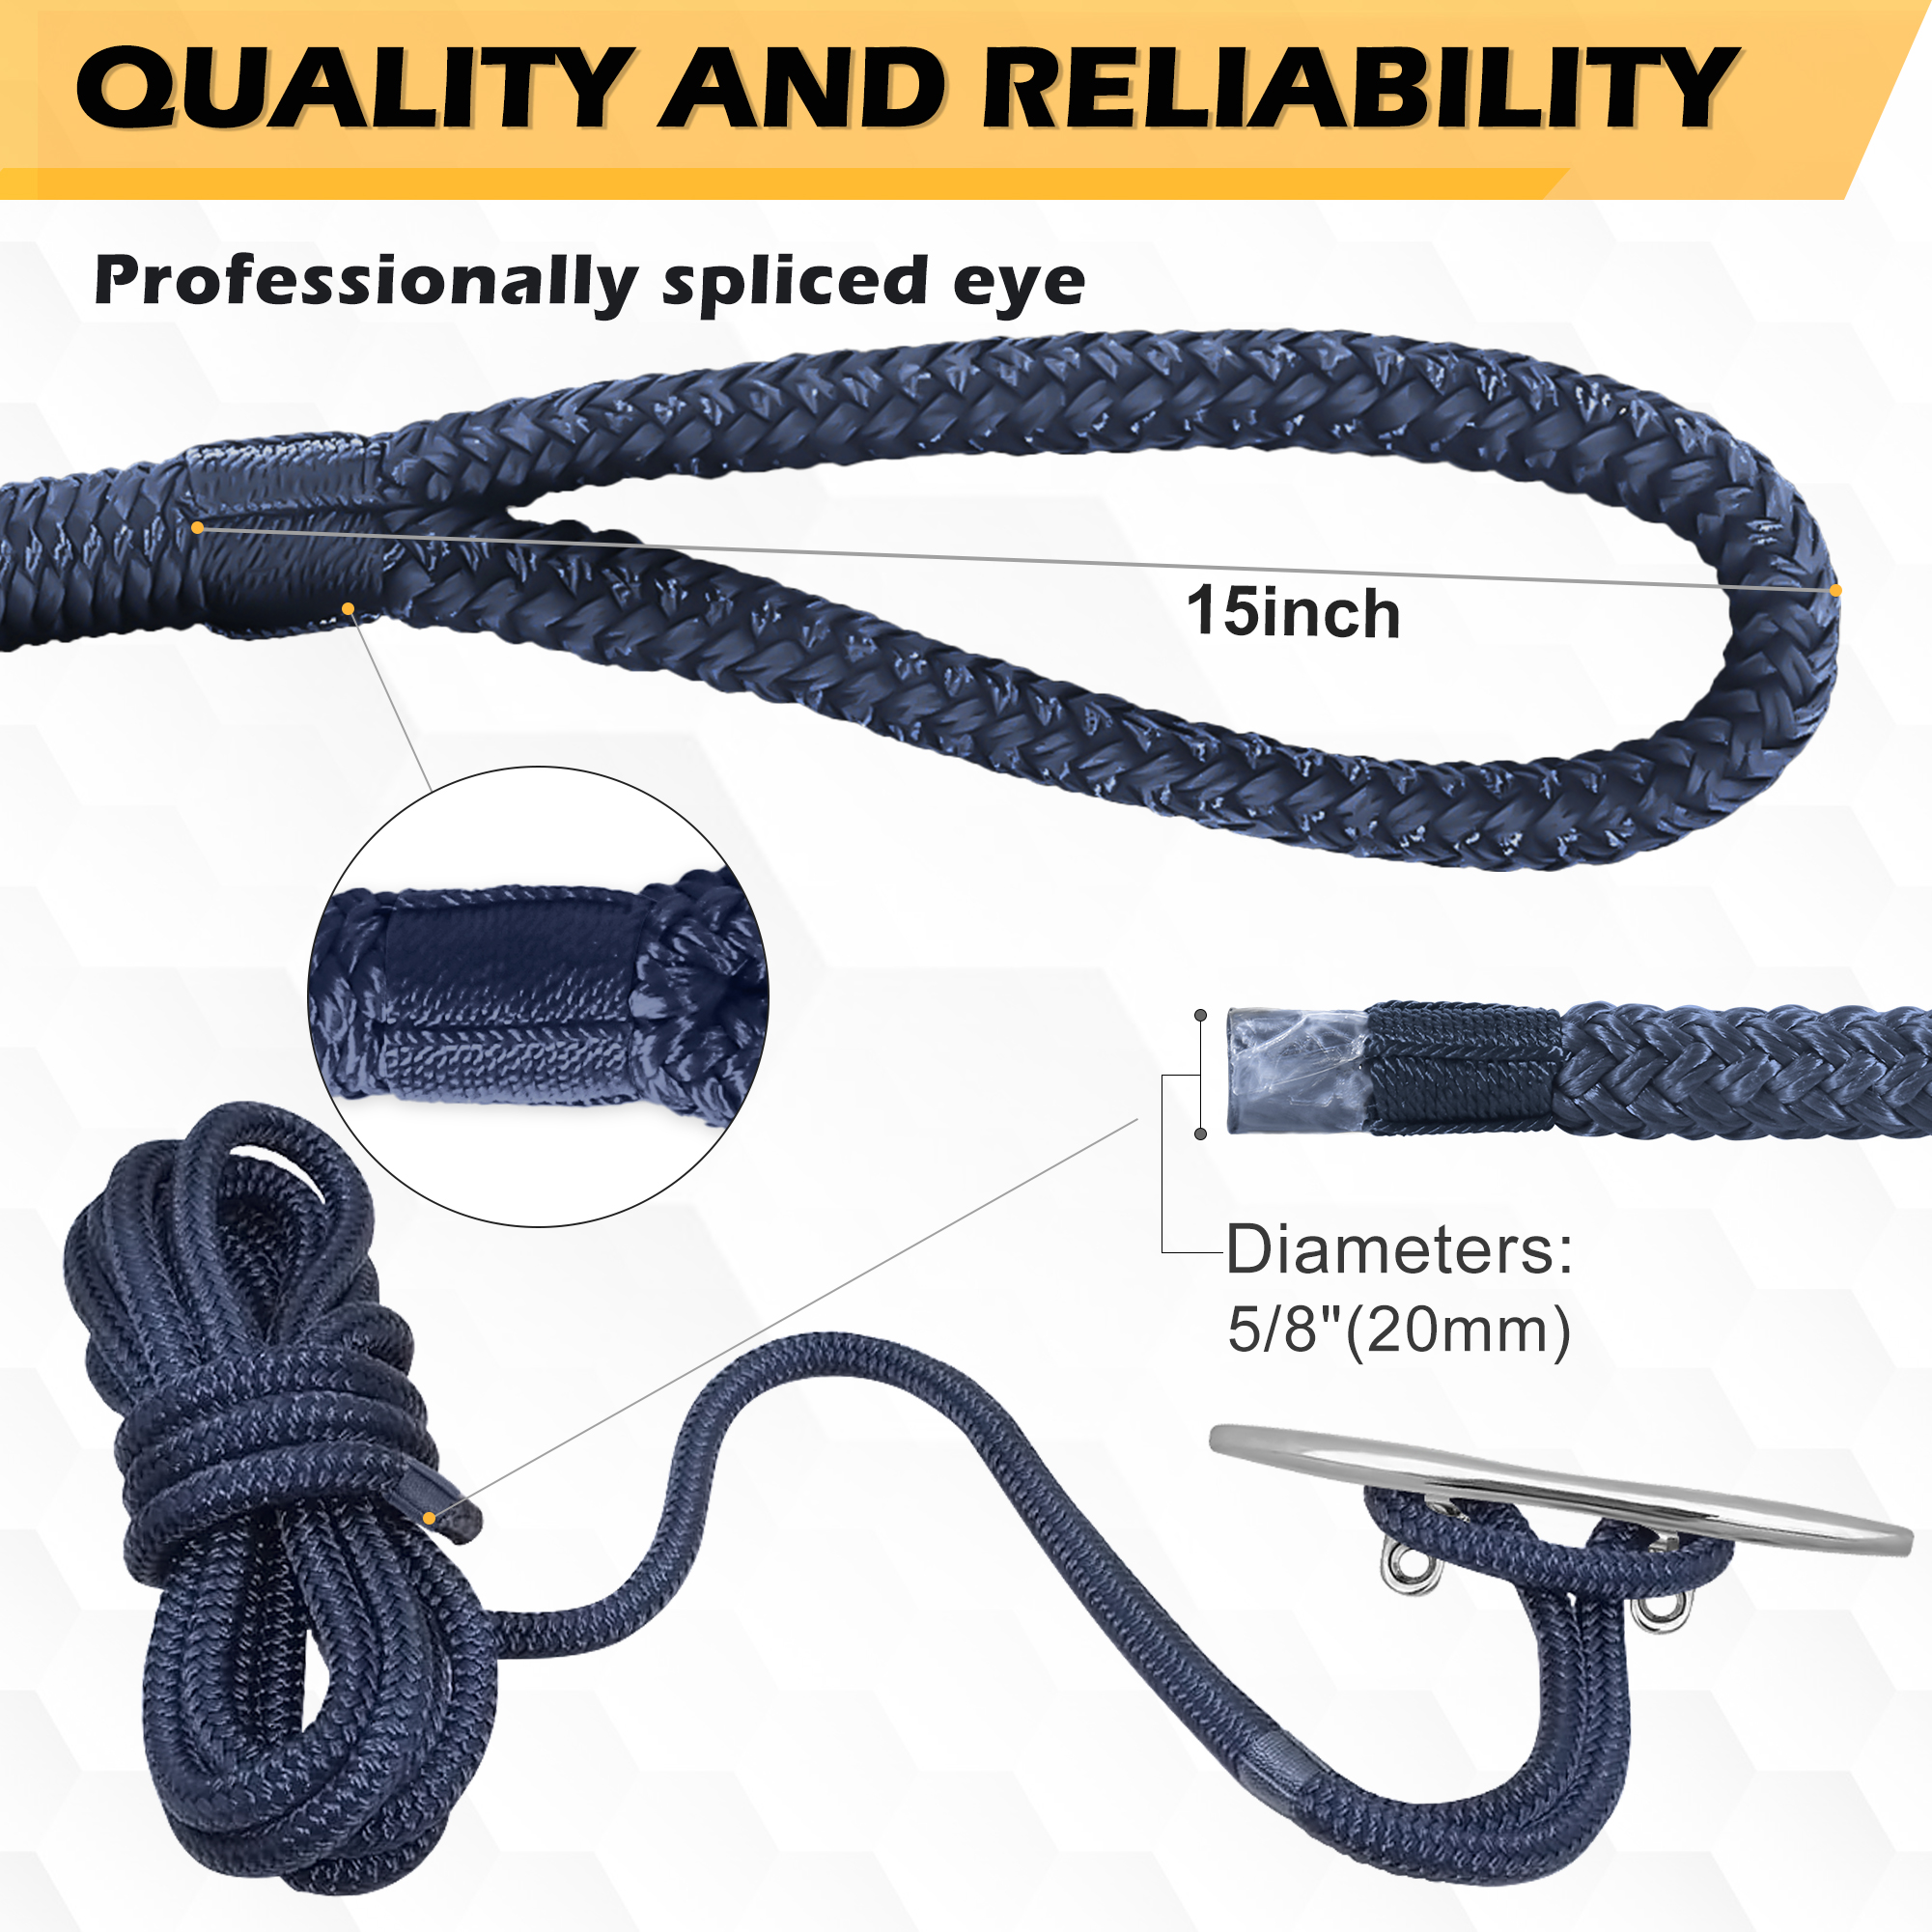 QUALITY AND RELIABILITY
Professionally spliced eye
15inch
Diameters:
5/8"(20mm)